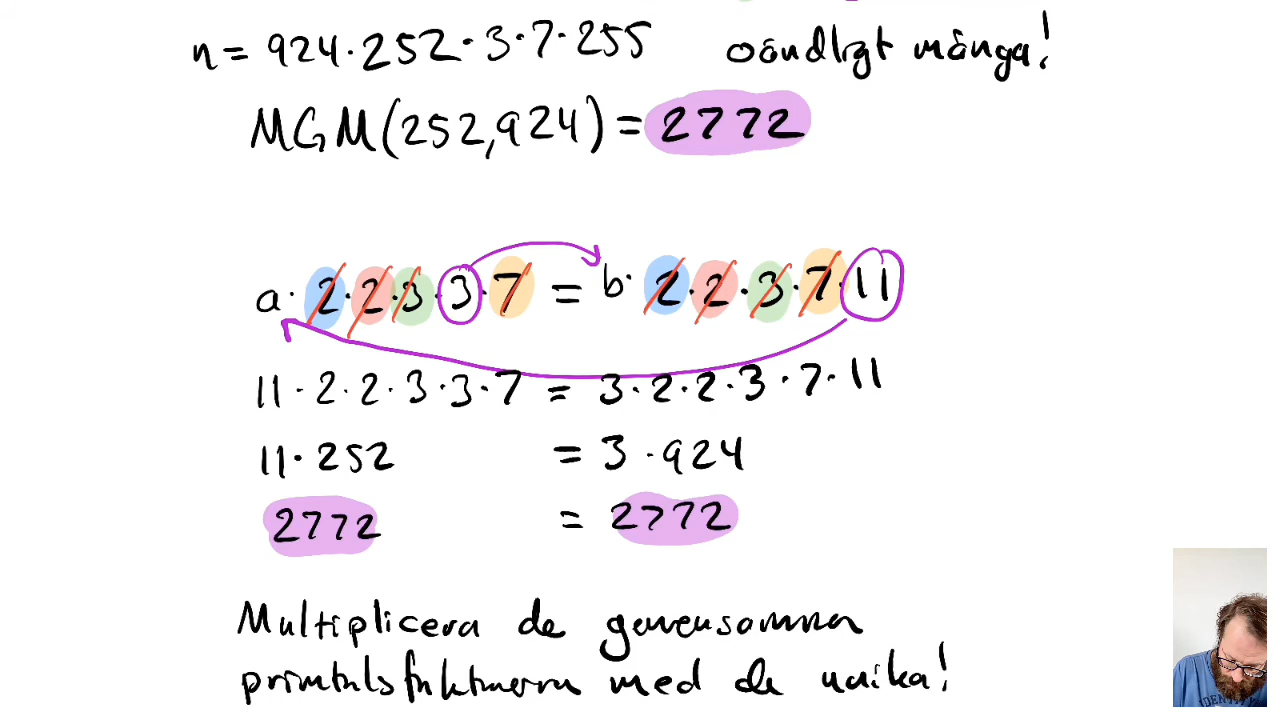 n = 924·252·3·7·255 oändligt många!
MGM(252,924) = 2772
a·2·2·3·3·7 = b·2·2·3·7·11
11·2·2·3·3·7 = 3·2·2·3·7·11
11·252 = 3·924
2772 = 2772
Multiplicera de gemensamma
primtalsfaktorerna med de unika!
IDENTITY